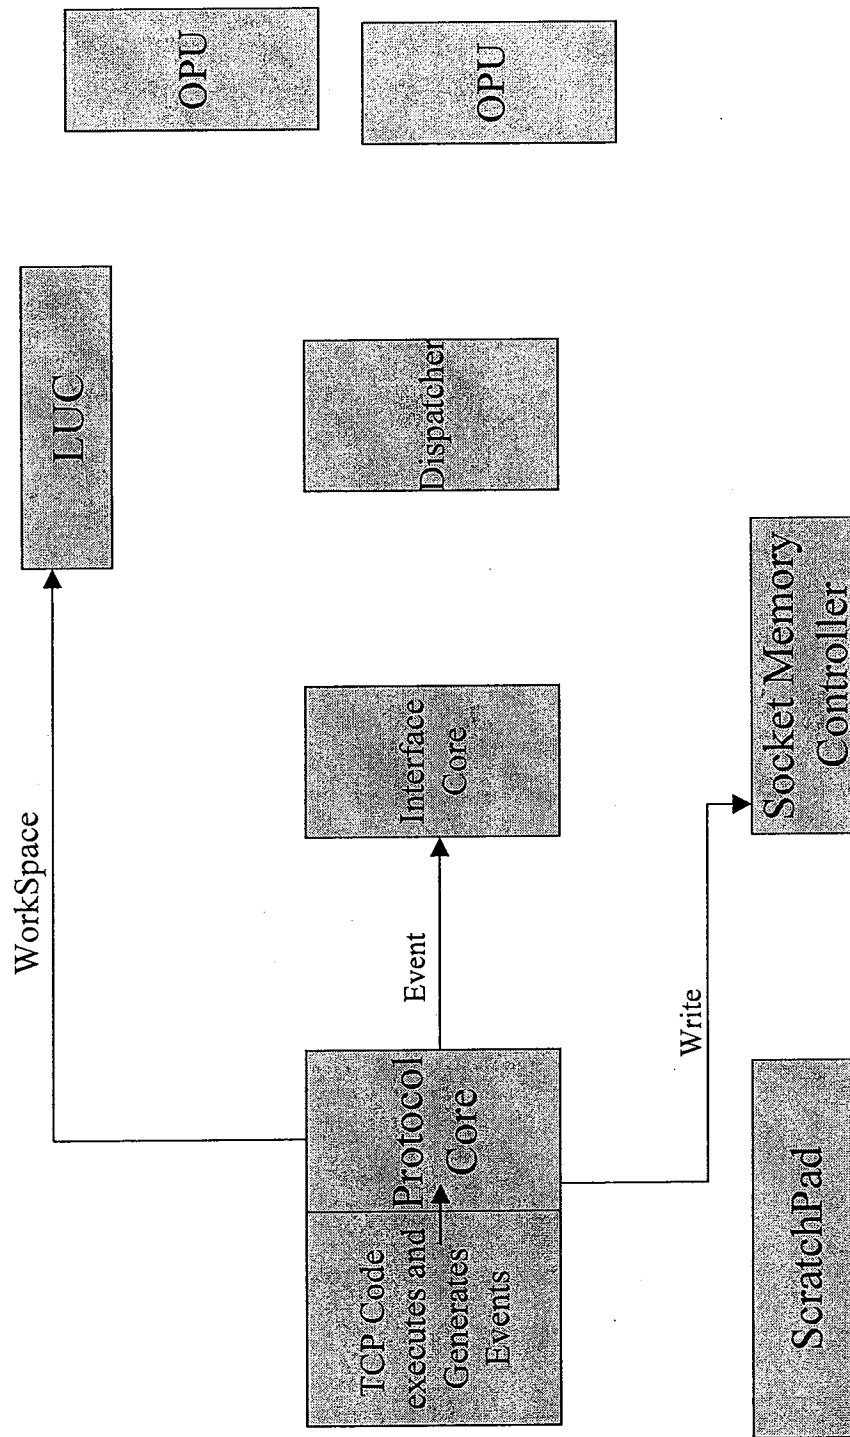 WorkSpace
LUC
OPU
TCP Code
executes and
Generates
Events
Protocol
Core
Event
Interface
Core
Dispatcher
OPU
Write
ScratchPad
Socket Memory
Controller